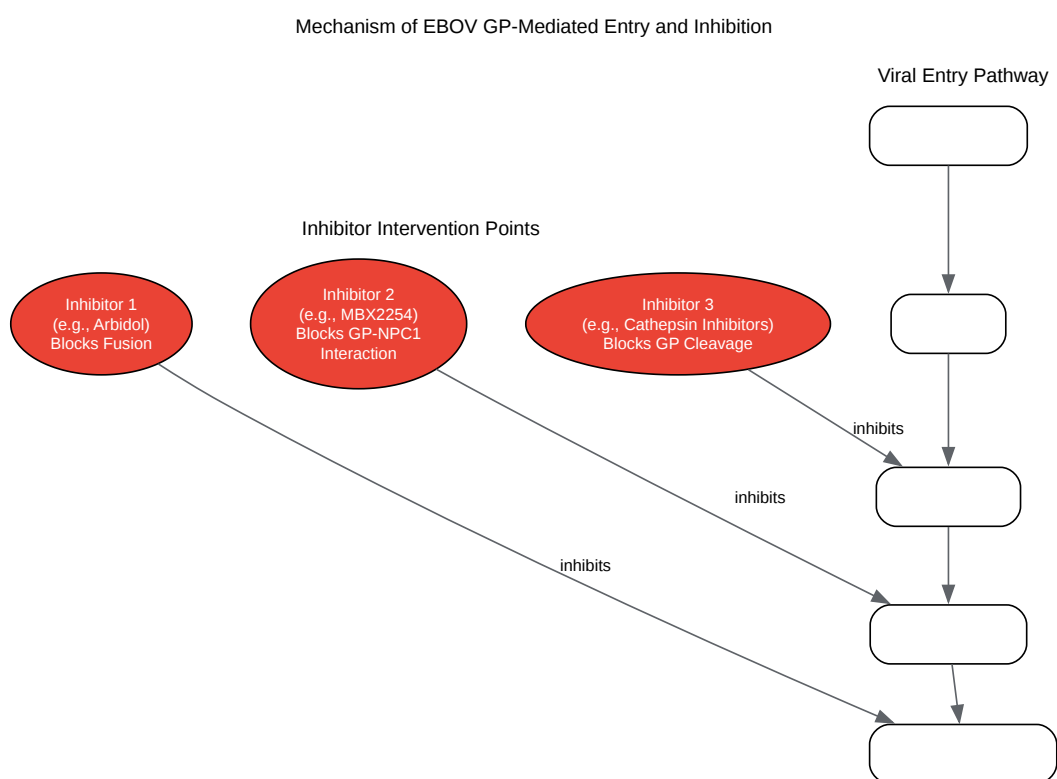 Mechanism of EBOV GP-Mediated Entry and Inhibition
Viral Entry Pathway
Inhibitor Intervention Points
Inhibitor 1
(e.g., Arbidol)
Blocks Fusion
Inhibitor 2
(e.g., MBX2254)
Blocks GP-NPC1
Interaction
Inhibitor 3
(e.g., Cathepsin Inhibitors)
Blocks GP Cleavage
inhibits
inhibits
inhibits